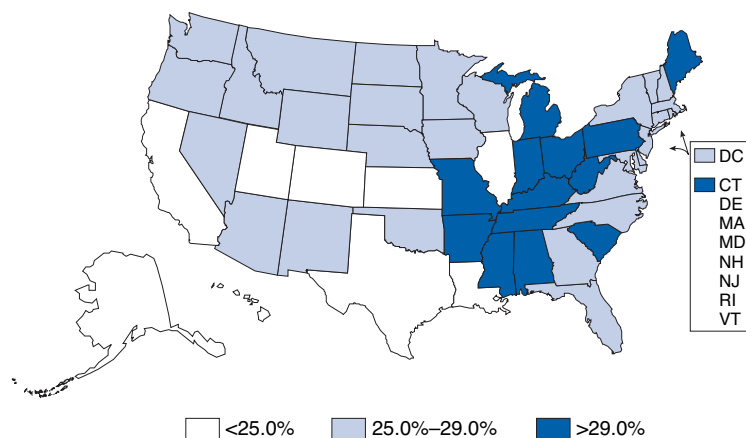 DC
CT
DE
MA
MD
NH
NJ
RI
VT
<25.0% 25.0%–29.0% >29.0%